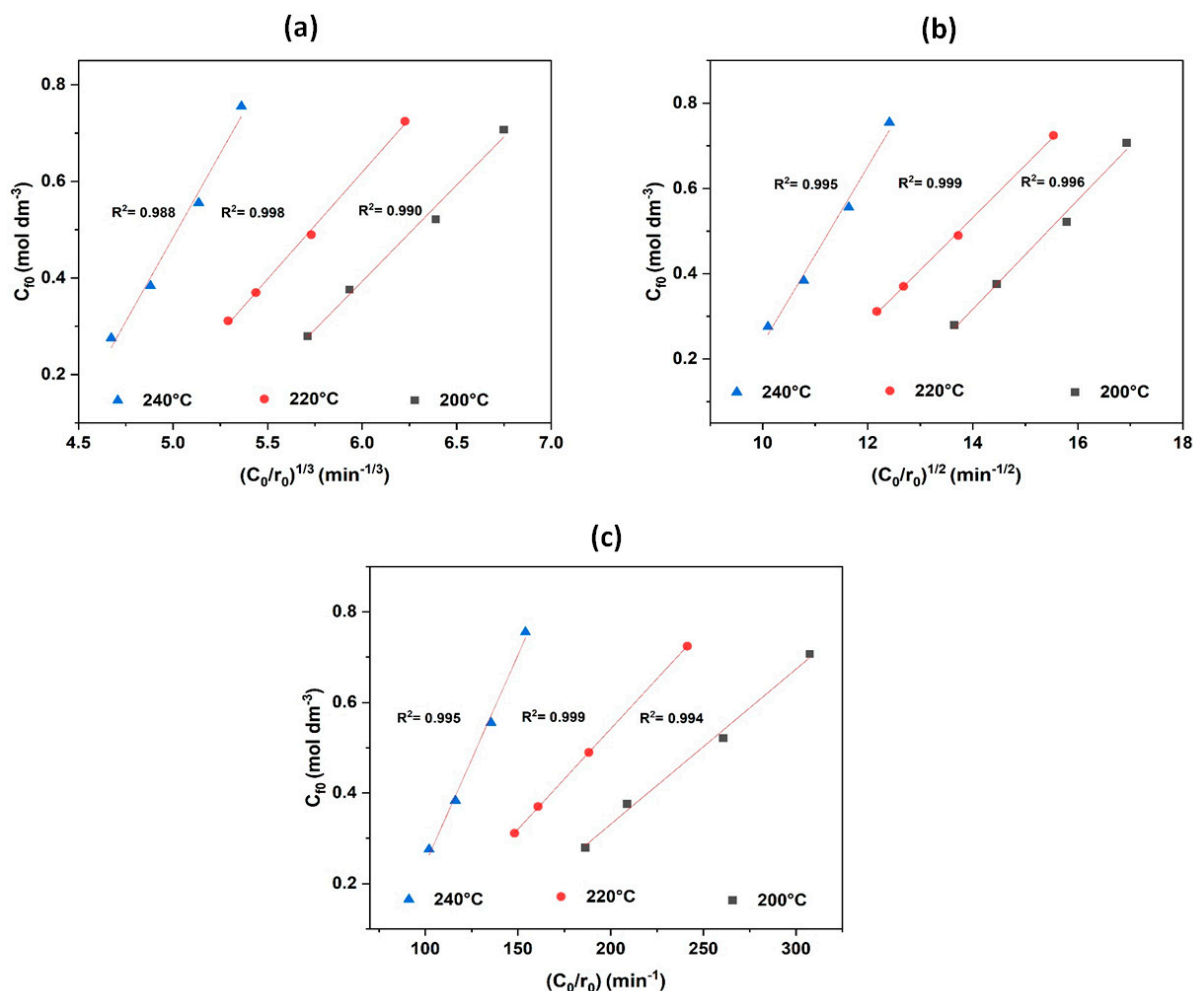 (a)
0.8
0.6
0.4
0.2
C_f0 (mol dm⁻³)
R²= 0.988
R²= 0.998
R²= 0.990
240°C
220°C
200°C
4.5 5.0 5.5 6.0 6.5 7.0
(C₀/r₀)^1/3 (min^-1/3)
(b)
0.8
0.6
0.4
0.2
C_f0 (mol dm⁻³)
R²= 0.995
R²= 0.999
R²= 0.996
240°C
220°C
200°C
10 12 14 16 18
(C₀/r₀)^1/2 (min^-1/2)
(c)
0.8
0.6
0.4
0.2
C_f0 (mol dm⁻³)
R²= 0.995
R²= 0.999
R²= 0.994
240°C
220°C
200°C
100 150 200 250 300
(C₀/r₀) (min⁻¹)